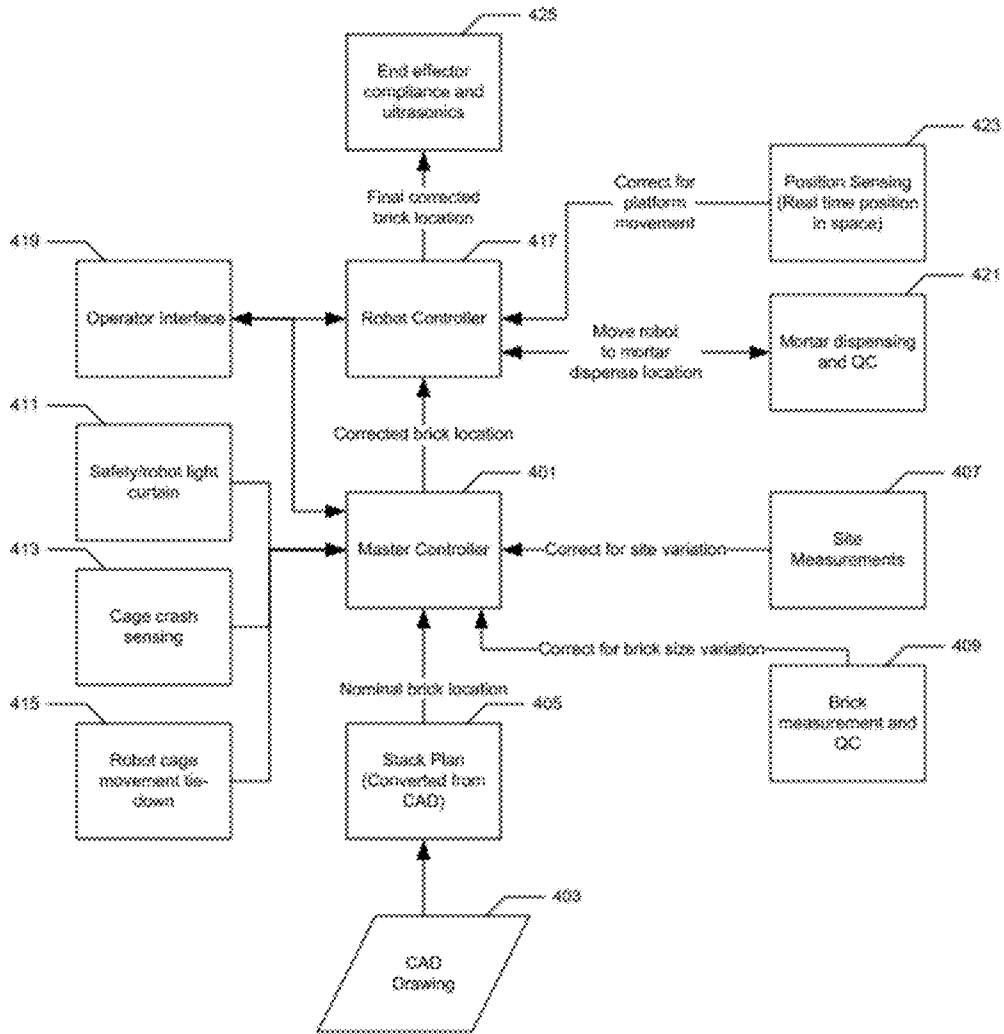 425
End effector
compliance and
ultrasonics
423
Position Sensing
(Real time position
in space)
Correct for
platform
movement
Final corrected
brick location
419
Operator interface
417
Robot Controller
421
Mortar dispensing
and QC
Move robot
to mortar
dispense location
411
Safety/robot light
curtain
Corrected brick location
401
Master Controller
407
Site
Measurements
Correct for site variation
413
Cage crash
sensing
Correct for brick size variation
409
Brick
measurement and
QC
Nominal brick location
415
Robot cage
movement tie-
down
405
Stack Plan
(Converted from
CAD)
403
CAD
Drawing